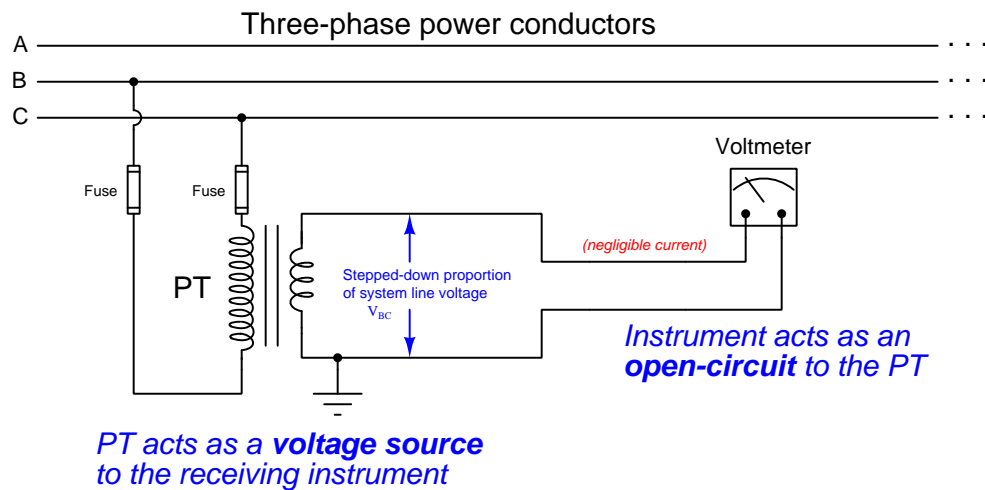 Three-phase power conductors
A
B
C
. . .
. . .
. . .
Voltmeter
Fuse
Fuse
(negligible current)
PT
Stepped-down proportion
of system line voltage
VBC
Instrument acts as an
open-circuit to the PT
PT acts as a voltage source
to the receiving instrument